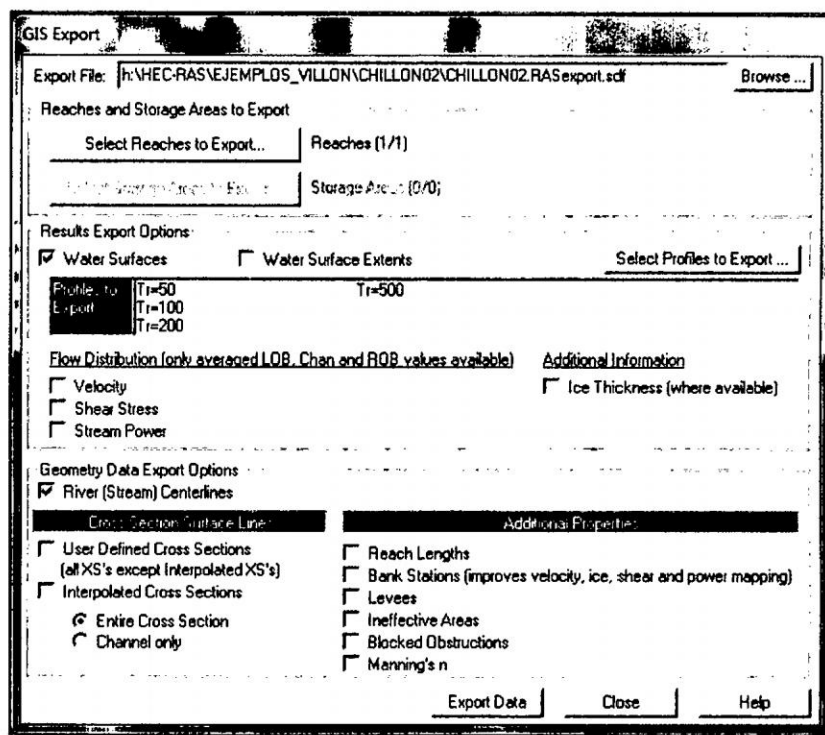 GIS Export
Export File: h:\HEC-RAS\EJEMPLOS_VILLON\CHILLON02\CHILLON02.RASexport.sdf Browse ...
Reaches and Storage Areas to Export
Select Reaches to Export... Reaches (1/1)
Storage Areas (0/0)
Results Export Options
Water Surfaces Water Surface Extents Select Profiles to Export ...
Profiles to Export Tr=50 Tr=500
Tr=100
Tr=200
Flow Distribution (only averaged LOB, Chan and ROB values available) Additional Information
Velocity Ice Thickness (where available)
Shear Stress
Stream Power
Geometry Data Export Options
River (Stream) Centerlines
Cross Section Surface Lines Additional Properties
User Defined Cross Sections Reach Lengths
(all XS's except Interpolated XS's) Bank Stations (improves velocity, ice, shear and power mapping)
Interpolated Cross Sections Levees
Entire Cross Section Ineffective Areas
Channel only Blocked Obstructions
Manning's n
Export Data Close Help